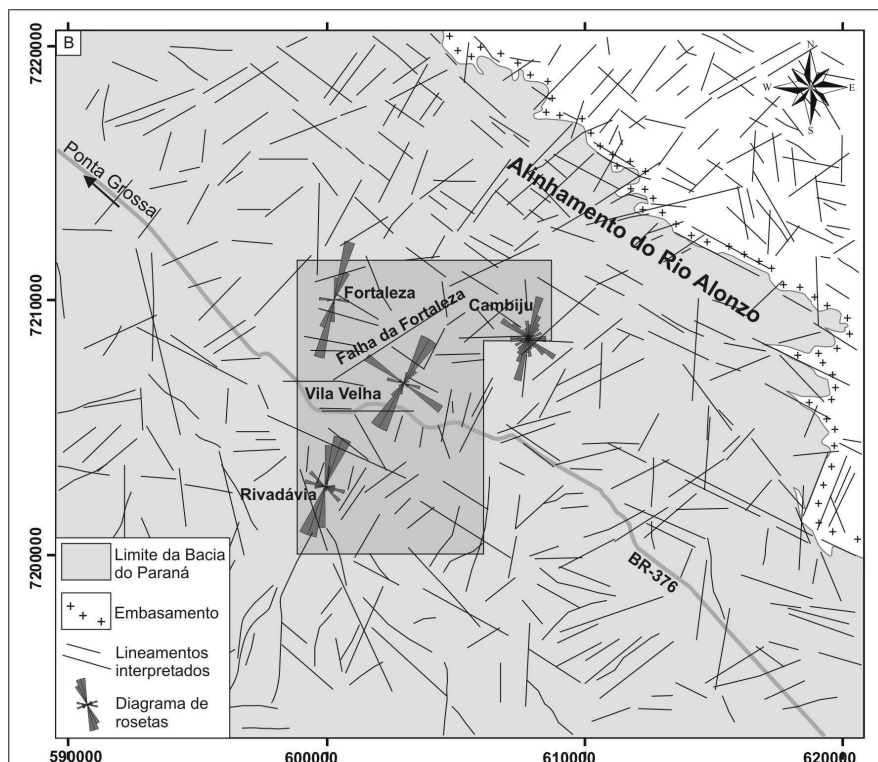 B
7220000
7210000
7200000
N
W
E
S
Ponta Grossa
Alinhamento do Rio Alonzo
Fortaleza
Falha da Fortaleza
Cambiju
Vila Velha
Rivadávia
BR-376
Limite da Bacia
do Paraná
Embasamento
Lineamentos
interpretados
Diagrama de
rosetas
590000
600000
610000
620000